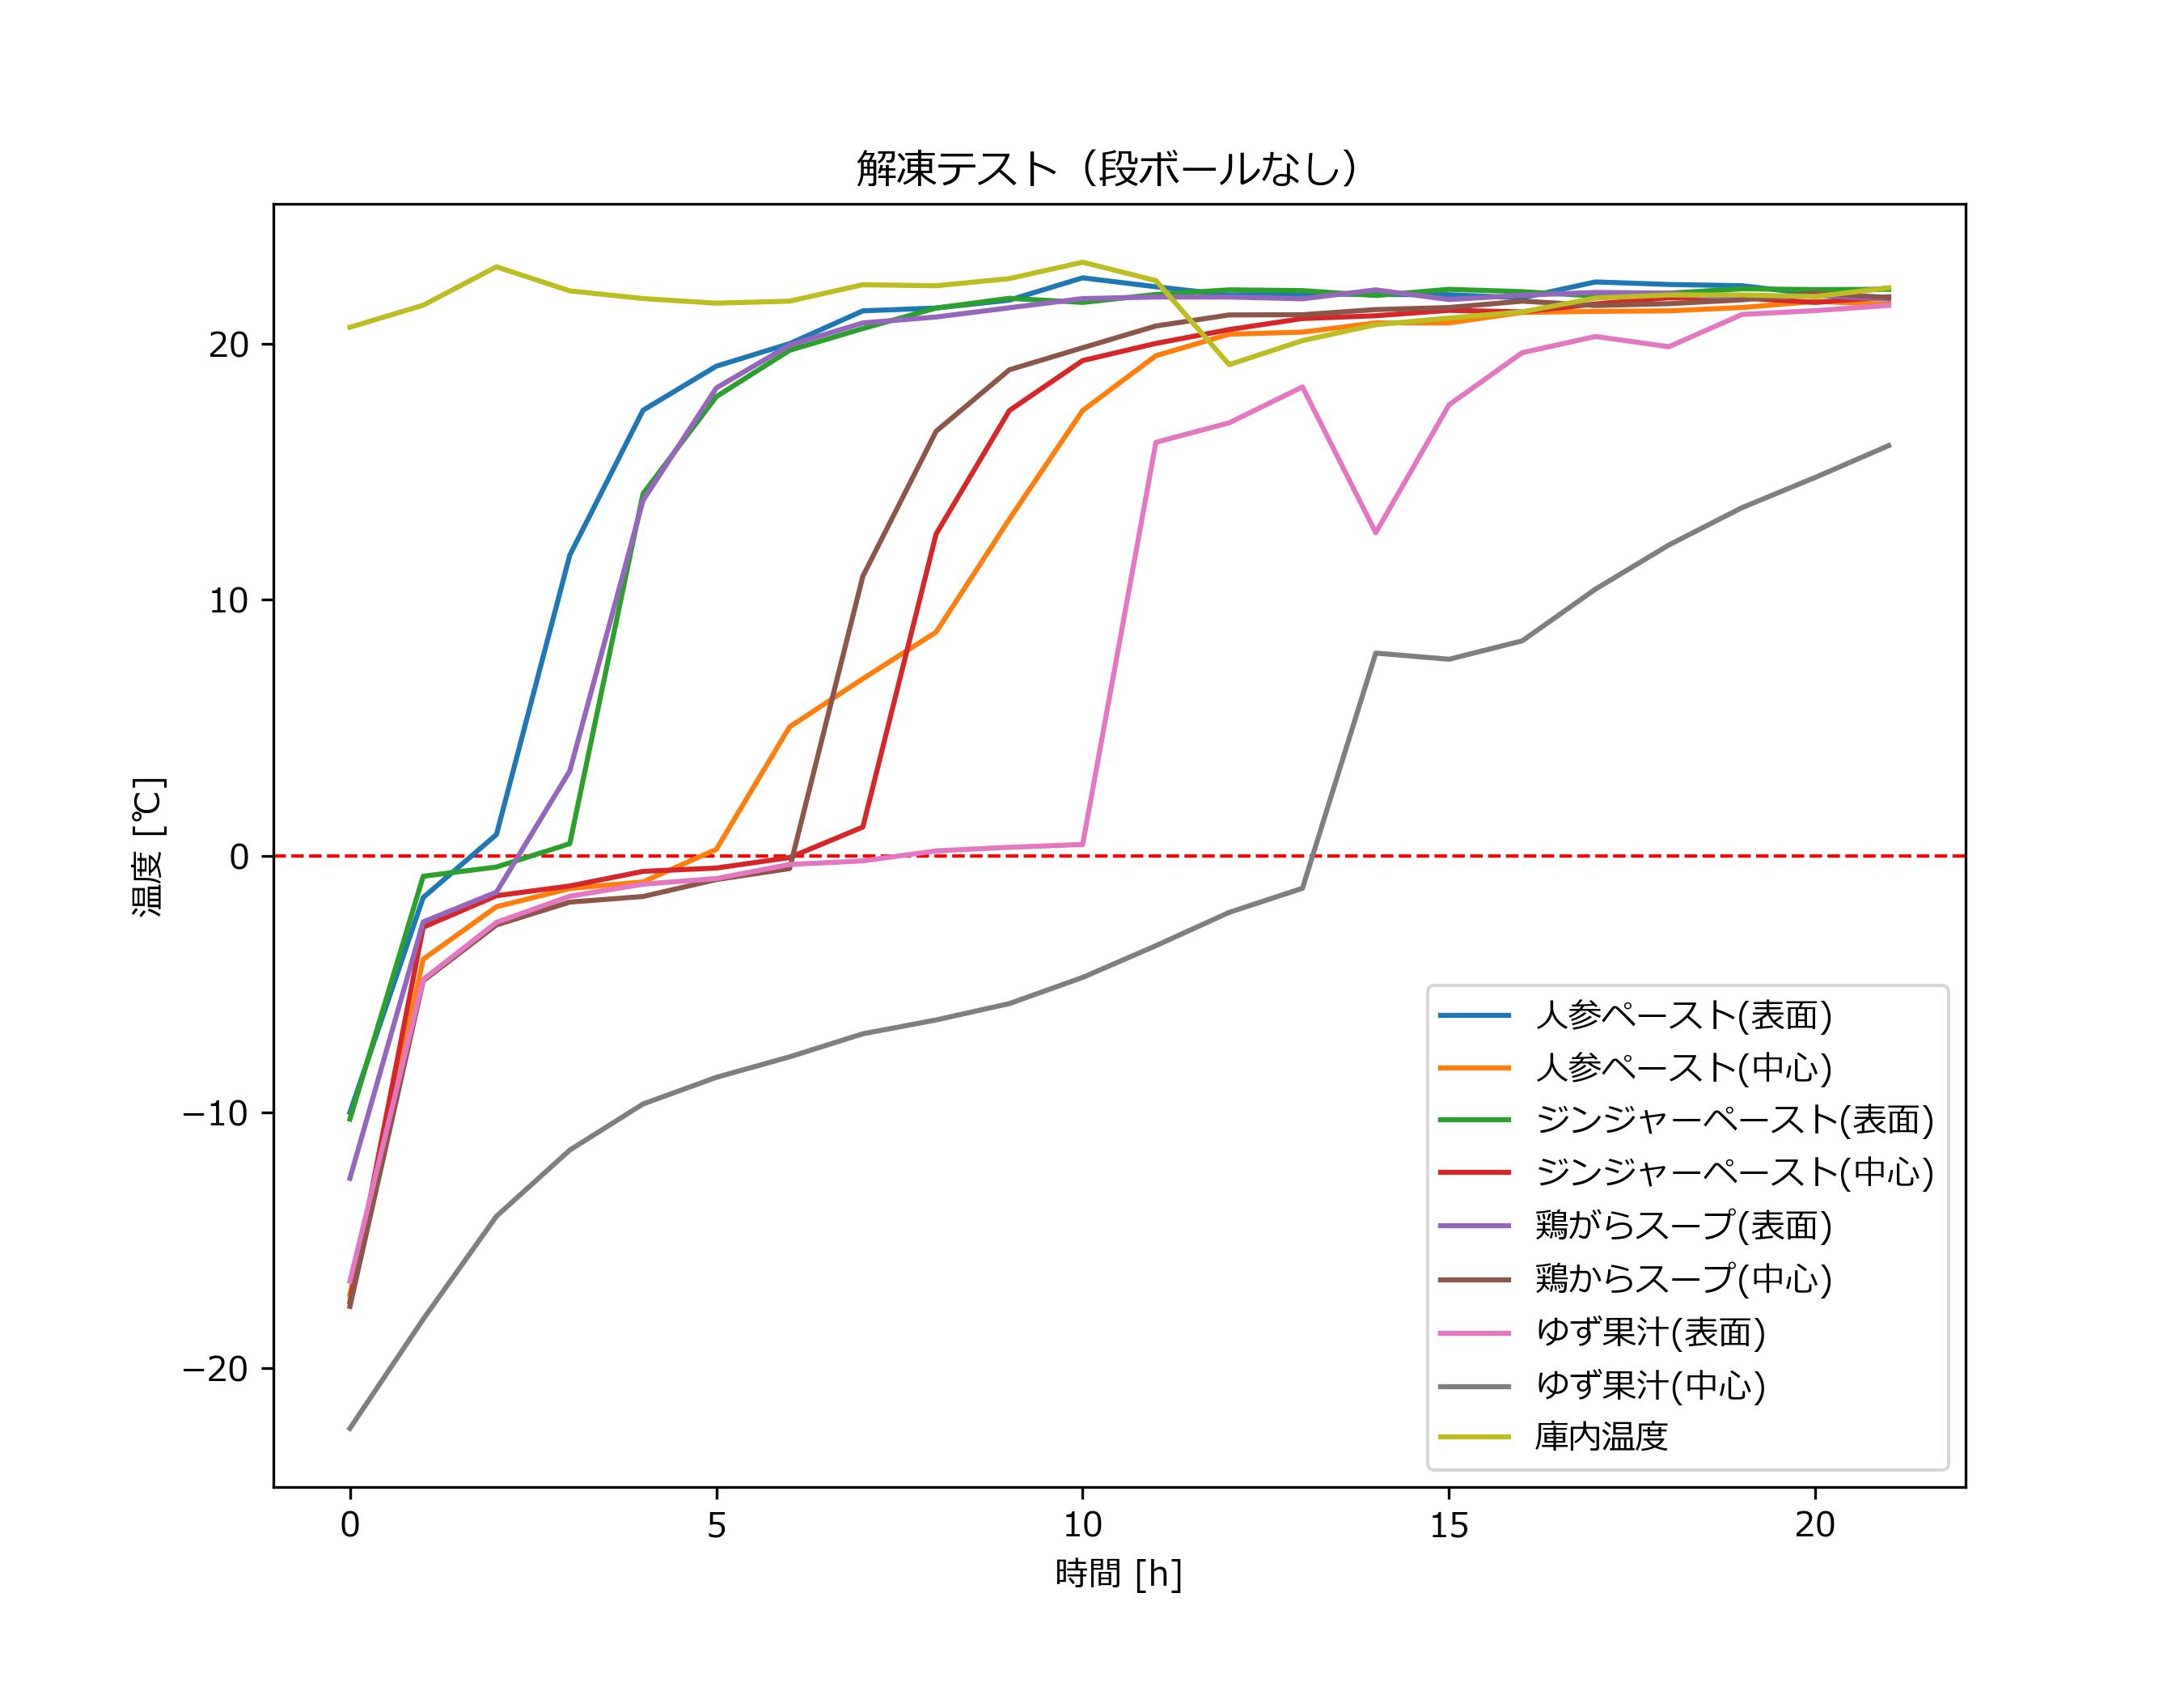 解凍テスト（段ボールなし）
温度 [℃]
20
10
0
−10
−20
人参ペースト(表面)
人参ペースト(中心)
ジンジャーペースト(表面)
ジンジャーペースト(中心)
鶏がらスープ(表面)
鶏からスープ(中心)
ゆず果汁(表面)
ゆず果汁(中心)
庫内温度
0 5 10 15 20
時間 [h]